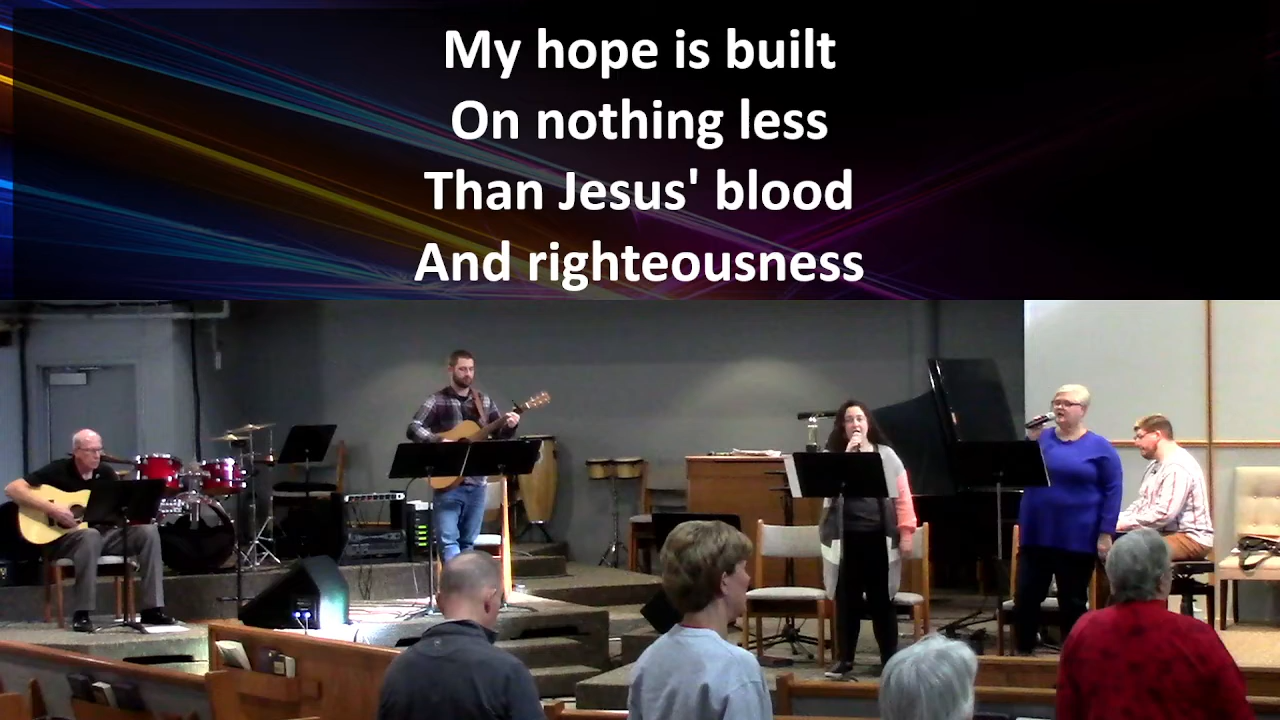 My hope is built
On nothing less
Than Jesus' blood
And righteousness